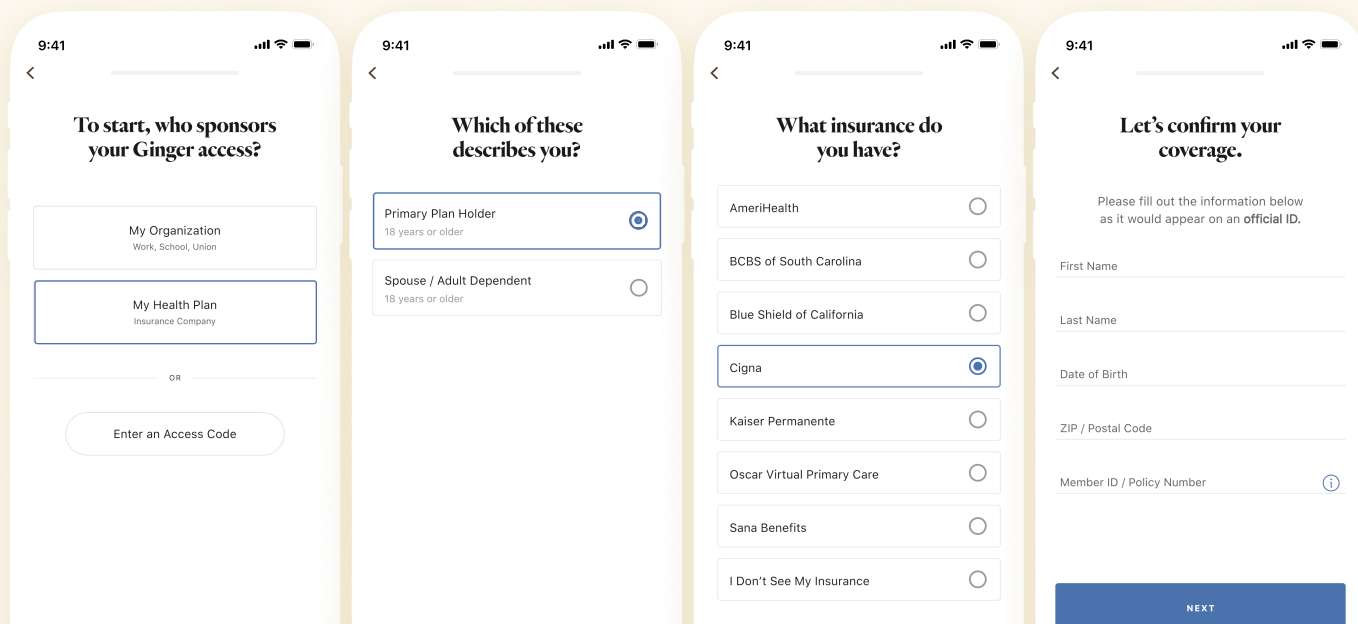 9:41
To start, who sponsors
your Ginger access?
My Organization
Work, School, Union
My Health Plan
Insurance Company
OR
Enter an Access Code
9:41
Which of these
describes you?
Primary Plan Holder
18 years or older
Spouse / Adult Dependent
18 years or older
9:41
What insurance do
you have?
AmeriHealth
BCBS of South Carolina
Blue Shield of California
Cigna
Kaiser Permanente
Oscar Virtual Primary Care
Sana Benefits
I Don’t See My Insurance
9:41
Let’s confirm your
coverage.
Please fill out the information below
as it would appear on an official ID.
First Name
Last Name
Date of Birth
ZIP / Postal Code
Member ID / Policy Number
NEXT